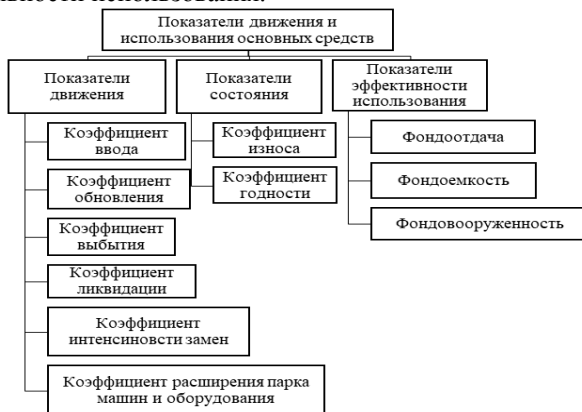 Показатели движения и
использования основных средств
Показатели
движения
Коэффициент
ввода
Коэффициент
обновления
Коэффициент
выбытия
Коэффициент
ликвидации
Коэффициент
интенсиновсти замен
Коэффициент расширения парка
машин и оборудования
Показатели
состояния
Коэффициент
износа
Коэффициент
годности
Показатели
эффективности
использования
Фондоотдача
Фондоемкость
Фондовооруженность